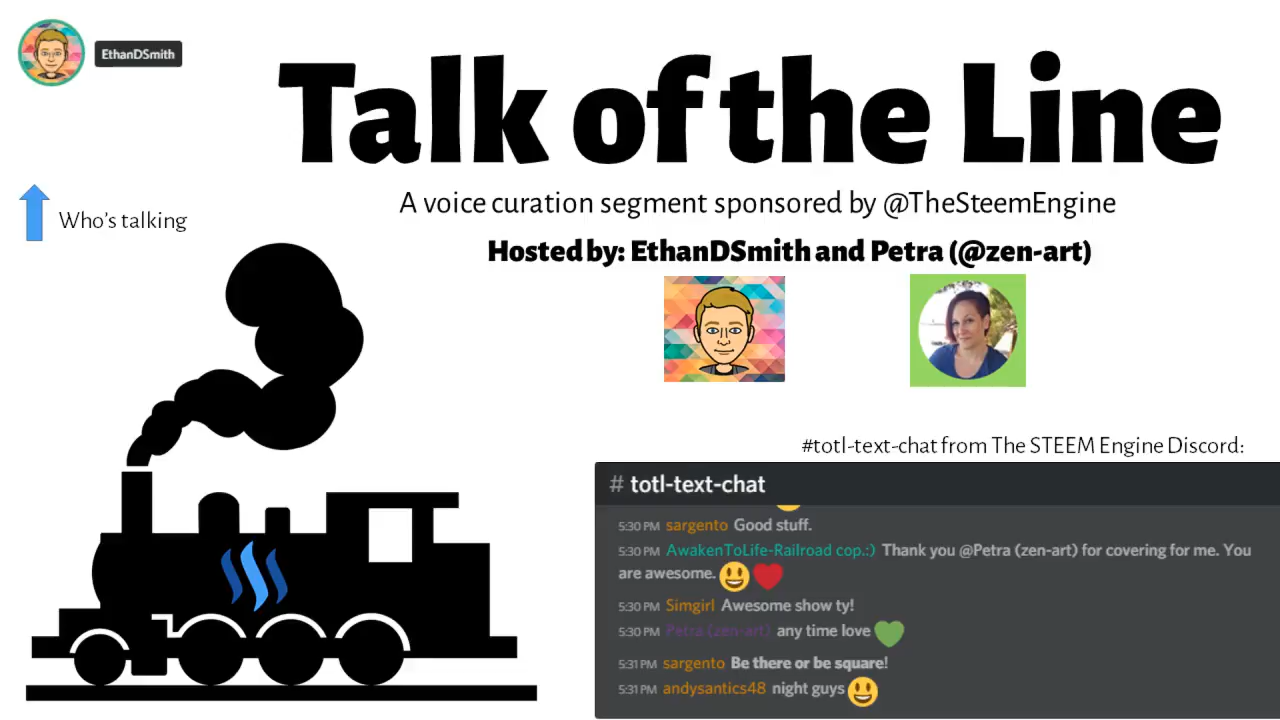 EthanDSmith
Talk of the Line
A voice curation segment sponsored by @TheSteemEngine
Who's talking
Hosted by: EthanDSmith and Petra (@zen-art)
#totl-text-chat from The STEEM Engine Discord:
# totl-text-chat
5:30 PM sargento Good stuff.
5:30 PM AwakenToLife-Railroad cop.:) Thank you @Petra (zen-art) for covering for me. You
are awesome. 😃❤️
5:30 PM Simgirl Awesome show ty!
5:30 PM Petra (zen-art) any time love 💚
5:31 PM sargento Be there or be square!
5:31 PM andysantics48 night guys 😃